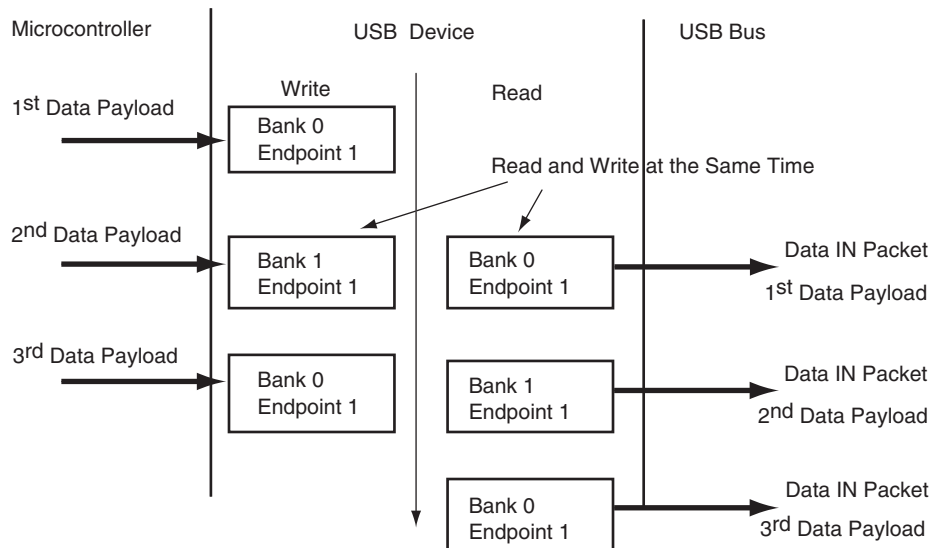 Microcontroller
USB Device
USB Bus
Write
Read
1st Data Payload
Bank 0
Endpoint 1
Read and Write at the Same Time
2nd Data Payload
Bank 1
Endpoint 1
Bank 0
Endpoint 1
Data IN Packet
1st Data Payload
3rd Data Payload
Bank 0
Endpoint 1
Bank 1
Endpoint 1
Data IN Packet
2nd Data Payload
Bank 0
Endpoint 1
Data IN Packet
3rd Data Payload